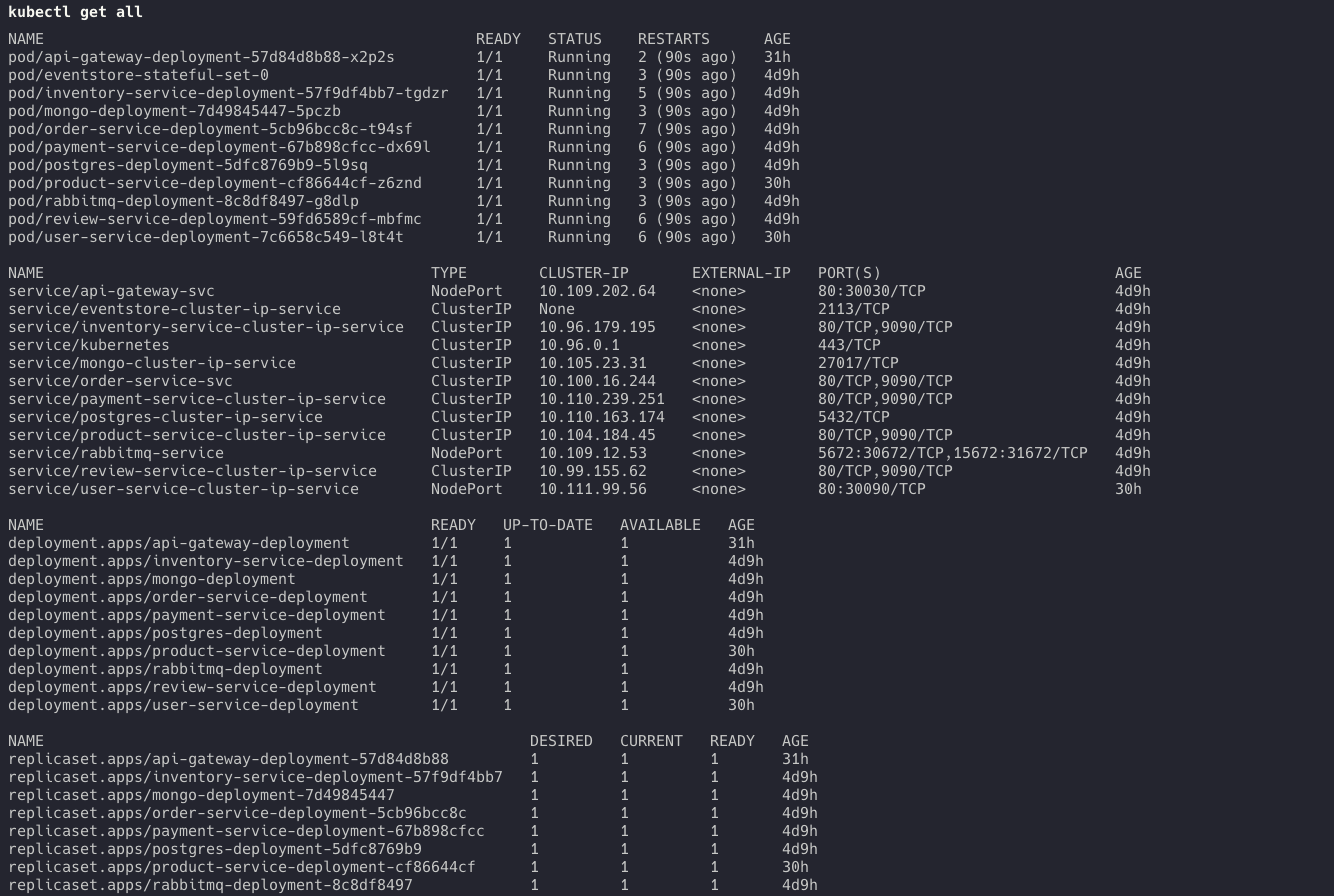 kubectl get all
NAME READY STATUS RESTARTS AGE
pod/api-gateway-deployment-57d84d8b88-x2p2s 1/1 Running 2 (90s ago) 31h
pod/eventstore-stateful-set-0 1/1 Running 3 (90s ago) 4d9h
pod/inventory-service-deployment-57f9df4bb7-tgdzr 1/1 Running 5 (90s ago) 4d9h
pod/mongo-deployment-7d49845447-5pczb 1/1 Running 3 (90s ago) 4d9h
pod/order-service-deployment-5cb96bcc8c-t94sf 1/1 Running 7 (90s ago) 4d9h
pod/payment-service-deployment-67b898cfcc-dx69l 1/1 Running 6 (90s ago) 4d9h
pod/postgres-deployment-5dfc8769b9-5l9sq 1/1 Running 3 (90s ago) 4d9h
pod/product-service-deployment-cf86644cf-z6znd 1/1 Running 3 (90s ago) 30h
pod/rabbitmq-deployment-8c8df8497-g8dlp 1/1 Running 3 (90s ago) 4d9h
pod/review-service-deployment-59fd6589cf-mbfmc 1/1 Running 6 (90s ago) 4d9h
pod/user-service-deployment-7c6658c549-l8t4t 1/1 Running 6 (90s ago) 30h
NAME TYPE CLUSTER-IP EXTERNAL-IP PORT(S) AGE
service/api-gateway-svc NodePort 10.109.202.64 <none> 80:30030/TCP 4d9h
service/eventstore-cluster-ip-service ClusterIP None <none> 2113/TCP 4d9h
service/inventory-service-cluster-ip-service ClusterIP 10.96.179.195 <none> 80/TCP,9090/TCP 4d9h
service/kubernetes ClusterIP 10.96.0.1 <none> 443/TCP 4d9h
service/mongo-cluster-ip-service ClusterIP 10.105.23.31 <none> 27017/TCP 4d9h
service/order-service-svc ClusterIP 10.100.16.244 <none> 80/TCP,9090/TCP 4d9h
service/payment-service-cluster-ip-service ClusterIP 10.110.239.251 <none> 80/TCP,9090/TCP 4d9h
service/postgres-cluster-ip-service ClusterIP 10.110.163.174 <none> 5432/TCP 4d9h
service/product-service-cluster-ip-service ClusterIP 10.104.184.45 <none> 80/TCP,9090/TCP 4d9h
service/rabbitmq-service NodePort 10.109.12.53 <none> 5672:30672/TCP,15672:31672/TCP 4d9h
service/review-service-cluster-ip-service ClusterIP 10.99.155.62 <none> 80/TCP,9090/TCP 4d9h
service/user-service-cluster-ip-service NodePort 10.111.99.56 <none> 80:30090/TCP 30h
NAME READY UP-TO-DATE AVAILABLE AGE
deployment.apps/api-gateway-deployment 1/1 1 1 31h
deployment.apps/inventory-service-deployment 1/1 1 1 4d9h
deployment.apps/mongo-deployment 1/1 1 1 4d9h
deployment.apps/order-service-deployment 1/1 1 1 4d9h
deployment.apps/payment-service-deployment 1/1 1 1 4d9h
deployment.apps/postgres-deployment 1/1 1 1 4d9h
deployment.apps/product-service-deployment 1/1 1 1 30h
deployment.apps/rabbitmq-deployment 1/1 1 1 4d9h
deployment.apps/review-service-deployment 1/1 1 1 4d9h
deployment.apps/user-service-deployment 1/1 1 1 30h
NAME DESIRED CURRENT READY AGE
replicaset.apps/api-gateway-deployment-57d84d8b88 1 1 1 31h
replicaset.apps/inventory-service-deployment-57f9df4bb7 1 1 1 4d9h
replicaset.apps/mongo-deployment-7d49845447 1 1 1 4d9h
replicaset.apps/order-service-deployment-5cb96bcc8c 1 1 1 4d9h
replicaset.apps/payment-service-deployment-67b898cfcc 1 1 1 4d9h
replicaset.apps/postgres-deployment-5dfc8769b9 1 1 1 4d9h
replicaset.apps/product-service-deployment-cf86644cf 1 1 1 30h
replicaset.apps/rabbitmq-deployment-8c8df8497 1 1 1 4d9h